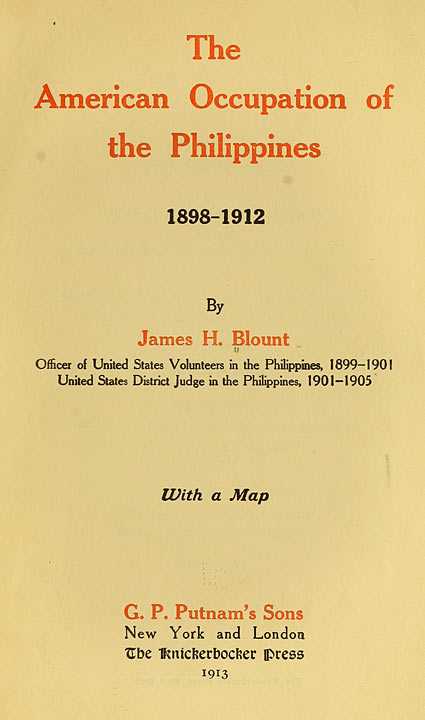 The
American Occupation of
the Philippines
1898–1912
By
James H. Blount
Officer of United States Volunteers in the Philippines, 1899–1901
United States District Judge in the Philippines, 1901–1905
With a Map
G. P. Putnam's Sons
New York and London
The Knickerbocker Press
1913